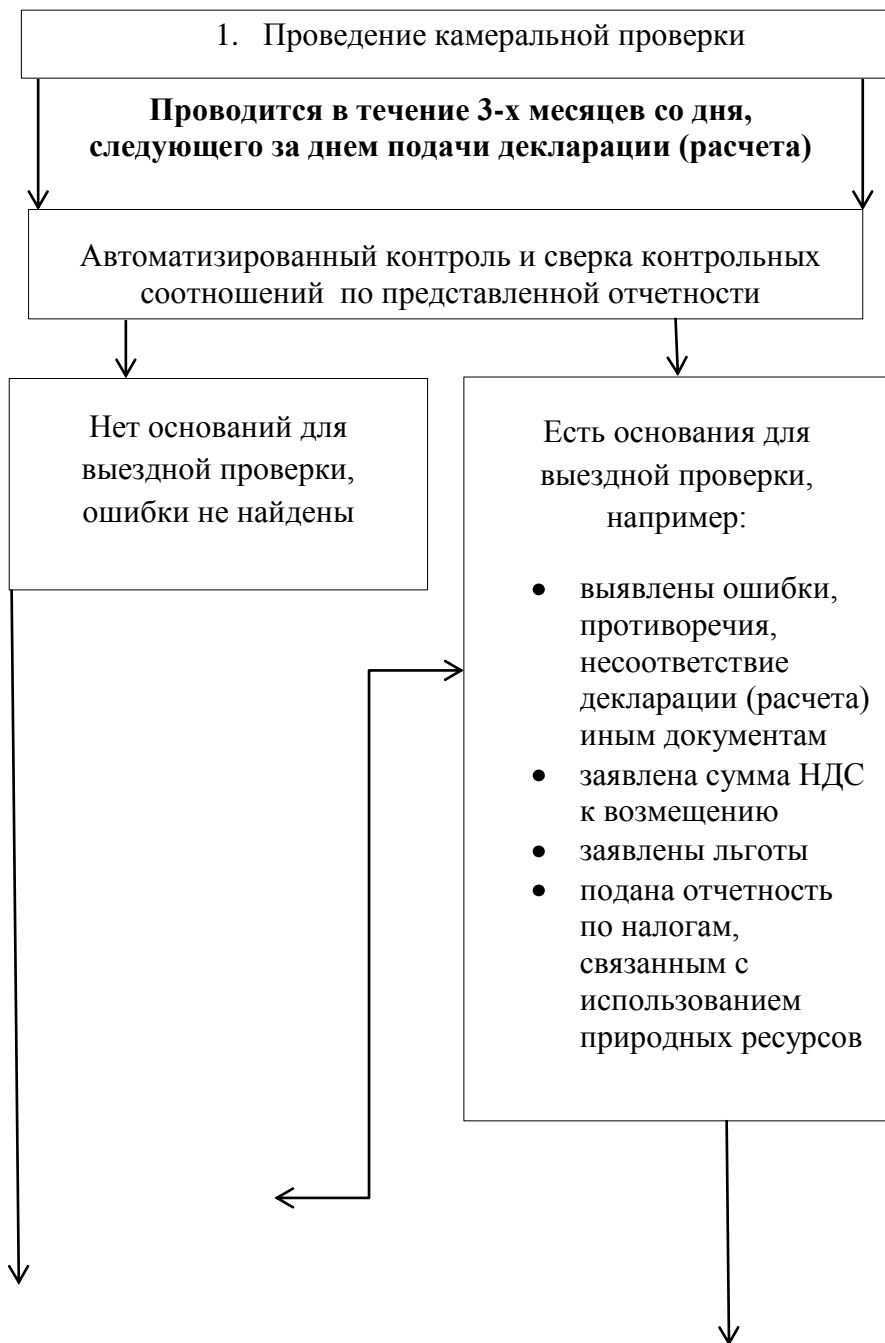 1. Проведение камеральной проверки
Проводится в течение 3-х месяцев со дня,
следующего за днем подачи декларации (расчета)
Автоматизированный контроль и сверка контрольных
соотношений по представленной отчетности
Нет оснований для
выездной проверки,
ошибки не найдены
Есть основания для
выездной проверки,
например:
• выявлены ошибки,
противоречия,
несоответствие
декларации (расчета)
иным документам
• заявлена сумма НДС
к возмещению
• заявлены льготы
• подана отчетность
по налогам,
связанным с
использованием
природных ресурсов